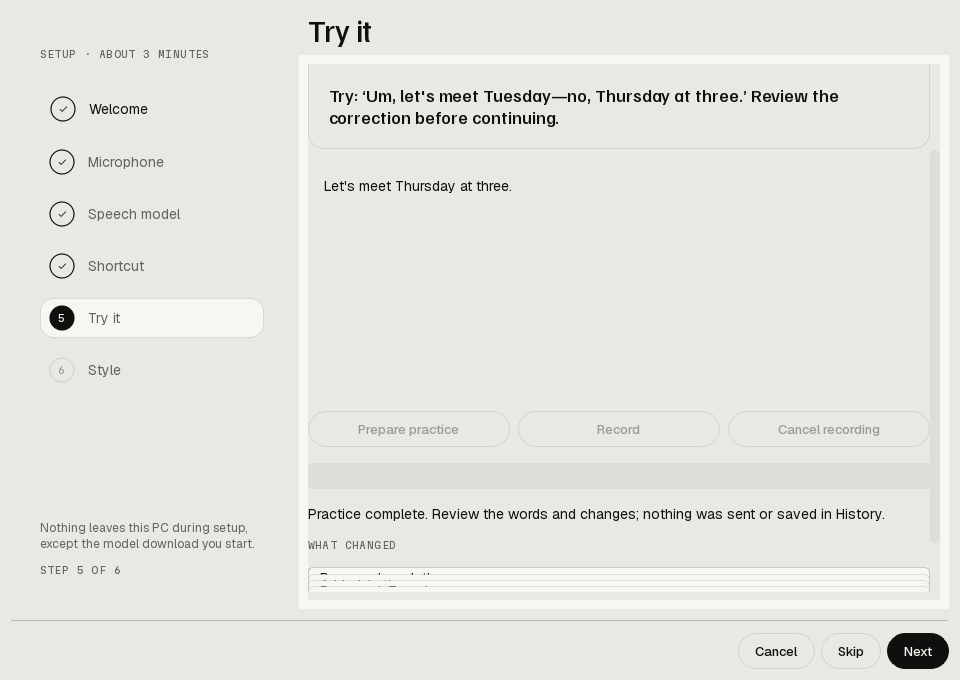 Try it
SETUP · ABOUT 3 MINUTES
Welcome
Microphone
Speech model
Shortcut
5 Try it
6 Style
Nothing leaves this PC during setup,
except the model download you start.
STEP 5 OF 6
Try: ‘Um, let's meet Tuesday—no, Thursday at three.’ Review the
correction before continuing.
Let's meet Thursday at three.
Prepare practice
Record
Cancel recording
Practice complete. Review the words and changes; nothing was sent or saved in History.
WHAT CHANGED
Cancel
Skip
Next